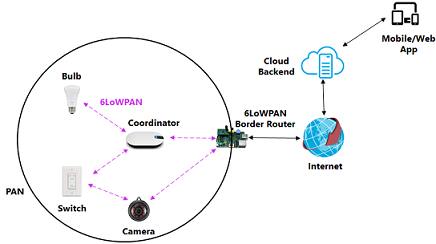 Mobile/Web
App
Cloud
Backend
Bulb
6LoWPAN
Coordinator
6LoWPAN
Border Router
Internet
PAN
Switch
Camera